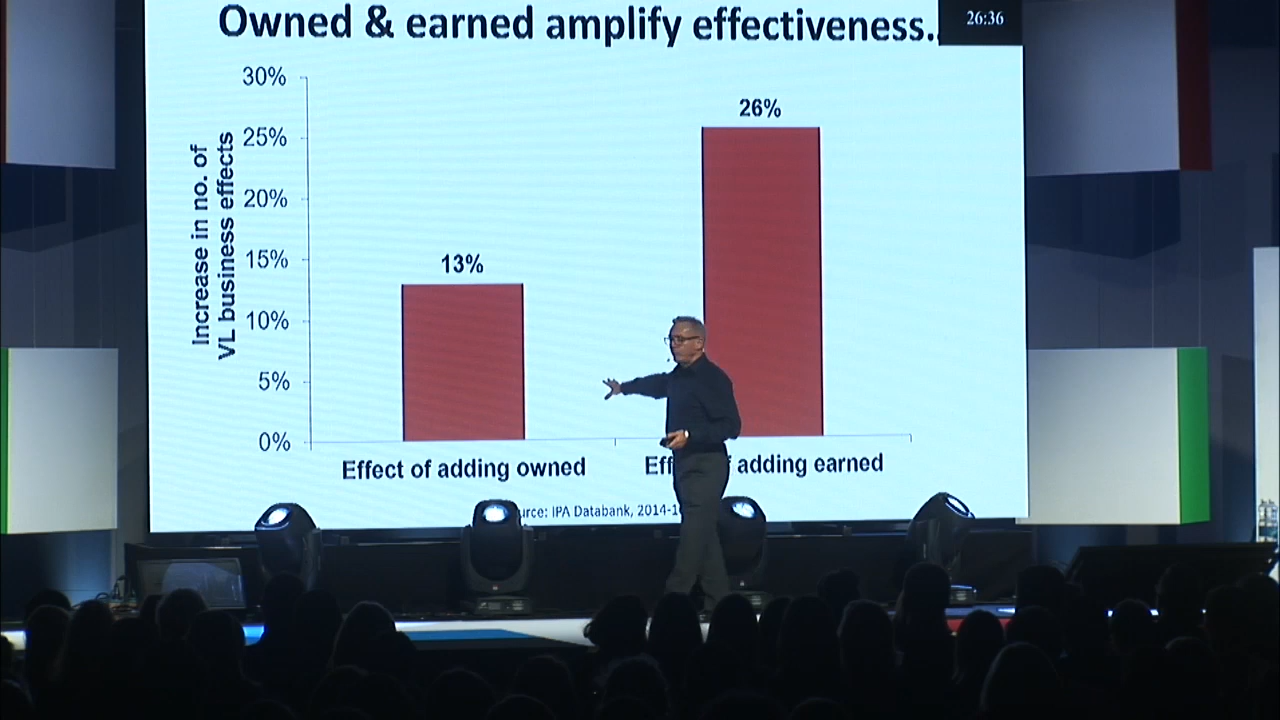 Owned & earned amplify effectiveness..
26:36
30%
25%
20%
15%
10%
5%
0%
Increase in no. of
VL business effects
13%
26%
Effect of adding owned
adding earned
IPA Databank,